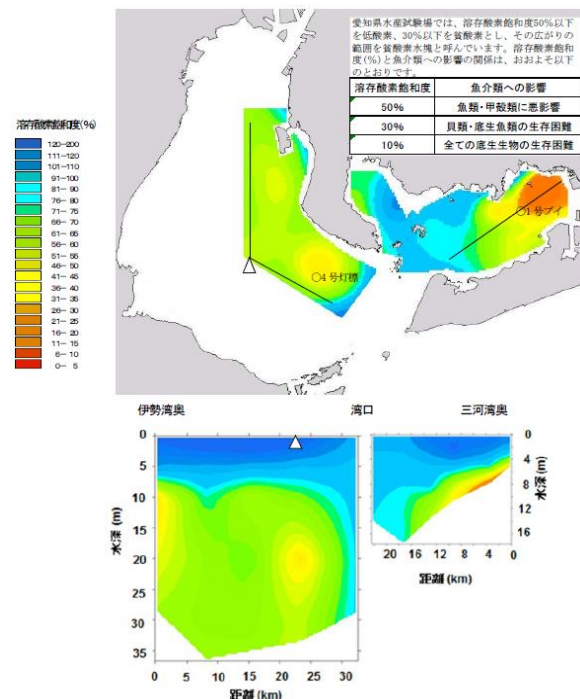 愛知県水産試験場では、溶存酸素飽和度50%以下
を低酸素、30%以下を貧酸素とし、その広がりの
範囲を貧酸素水塊と呼んでいます。溶存酸素飽和
度(%)と魚介類への影響の関係は、おおよそ以下
のとおりです。
溶存酸素飽和度 魚介類への影響
50% 魚類・甲殻類に悪影響
30% 貝類・底生魚類の生存困難
10% 全ての底生生物の生存困難
溶存酸素飽和度(%)
120-200
111-120
101-110
91-100
81-90
76-80
71-75
66-70
61-65
56-60
51-55
46-50
41-45
36-40
31-35
26-30
21-25
16-20
11-15
6-10
0-5
○1号ブイ
○4号灯標
伊勢湾奥 湾口 三河湾奥
0
5
10
15
20
25
30
35
水深 (m)
0 5 10 15 20 25 30
距離 (km)
0
4
8
12
16
水深 (m)
20 16 12 8 4 0
距離 (km)